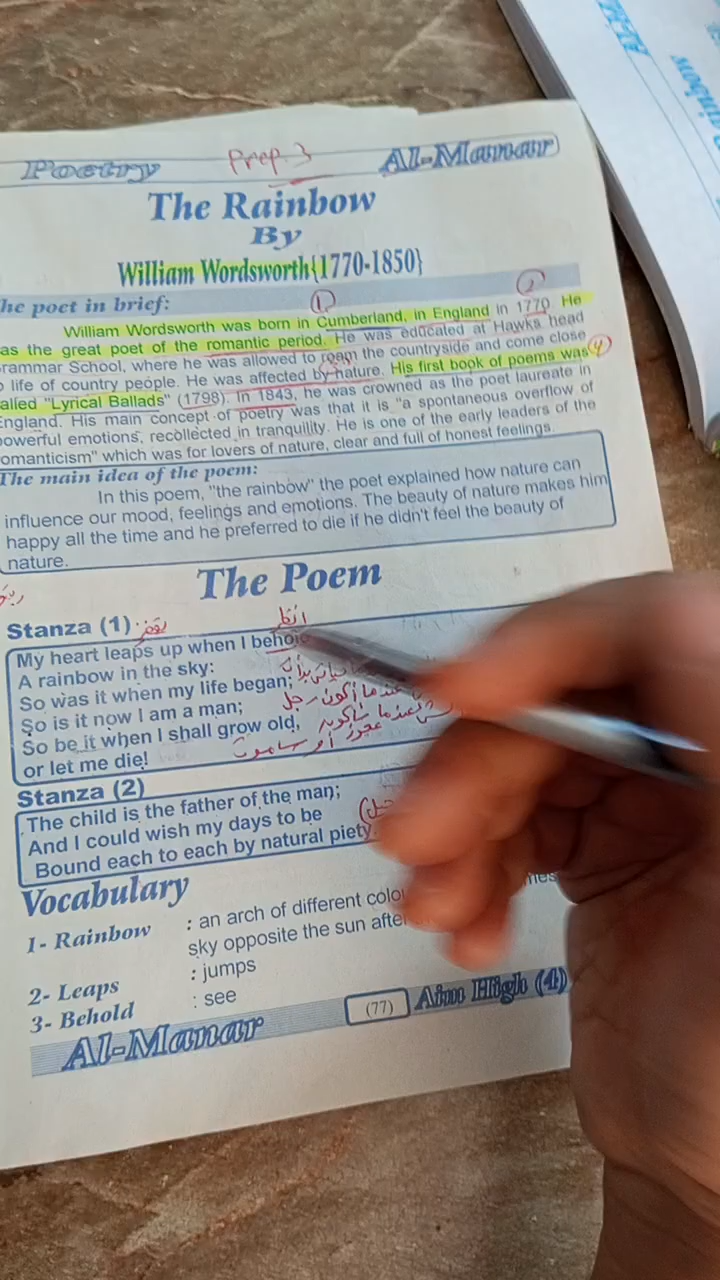 Poetry Prep. 3 Al-Manar
The Rainbow
By
William Wordsworth{1770-1850}
he poet in brief:
1 2
William Wordsworth was born in Cumberland, in England in 1770. He
as the great poet of the romantic period. He was educated at Hawks head
rammar School, where he was allowed to roam the countryside and come close
o life of country people. He was affected by nature. His first book of poems was 4
alled "Lyrical Ballads" (1798). In 1843, he was crowned as the poet laureate in
England. His main concept of poetry was that it is "a spontaneous overflow of
powerful emotions, recollected in tranquility. He is one of the early leaders of the
omanticism" which was for lovers of nature, clear and full of honest feelings.
The main idea of the poem:
In this poem, "the rainbow" the poet explained how nature can
influence our mood, feelings and emotions. The beauty of nature makes him
happy all the time and he preferred to die if he didn't feel the beauty of
nature.
The Poem
Stanza (1) يقفز انظر
My heart leaps up when I behold
A rainbow in the sky:
So was it when my life began;
So is it now I am a man; عندما أكون رجل
So be it when I shall grow old, عندما
or let me die! عجوز أو
Stanza (2)
The child is the father of the man;
And I could wish my days to be
Bound each to each by natural piety.
Vocabulary
1- Rainbow : an arch of different
sky opposite the sun after
2- Leaps : jumps
3- Behold : see
Al-Manar (77) Aim High (4)